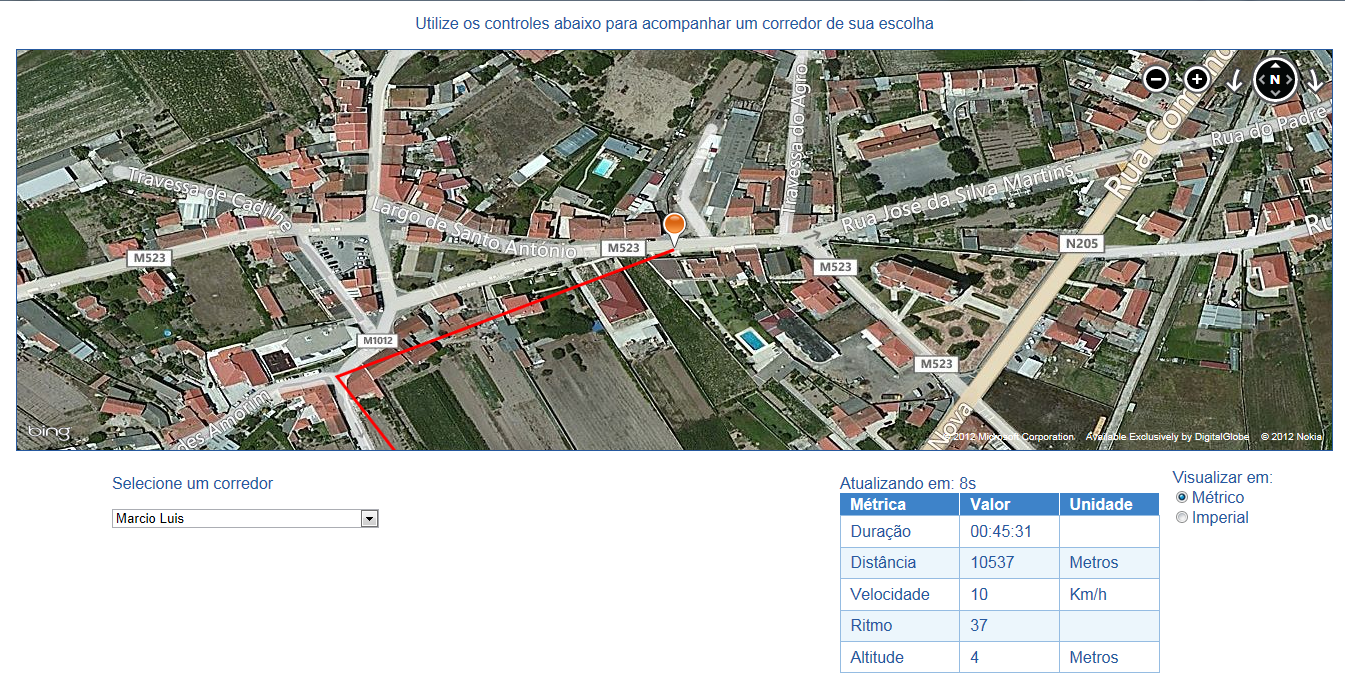 Utilize os controles abaixo para acompanhar um corredor de sua escolha
N
Rua Comend
Rua do Padre
Travessa do Agro
Travessa de Cadilhe
Largo de Santo António
Rua José da Silva Martins
M523
M523
N205
M523
M1012
M523
des Amorim
Nova
bing
© 2012 Microsoft Corporation Available Exclusively by DigitalGlobe © 2012 Nokia
Selecione um corredor
Marcio Luis
Atualizando em: 8s
Métrica Valor Unidade
Duração 00:45:31
Distância 10537 Metros
Velocidade 10 Km/h
Ritmo 37
Altitude 4 Metros
Visualizar em:
Métrico
Imperial